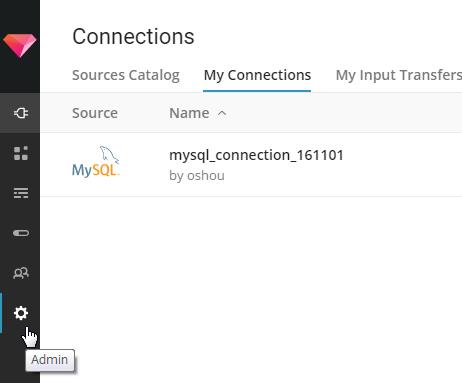 Connections
Sources Catalog My Connections My Input Transfers
Source Name
MySQL
mysql_connection_161101
by oshou
Admin